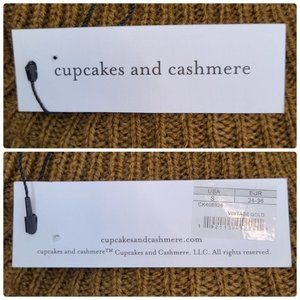 cupcakes and cashmere
USA EUR
S 34-36
VINTAGE GOLD
cupcakesandcashmere.com
cupcakes and cashmere™ Cupcakes and Cashmere, LLC. All rights reserved.